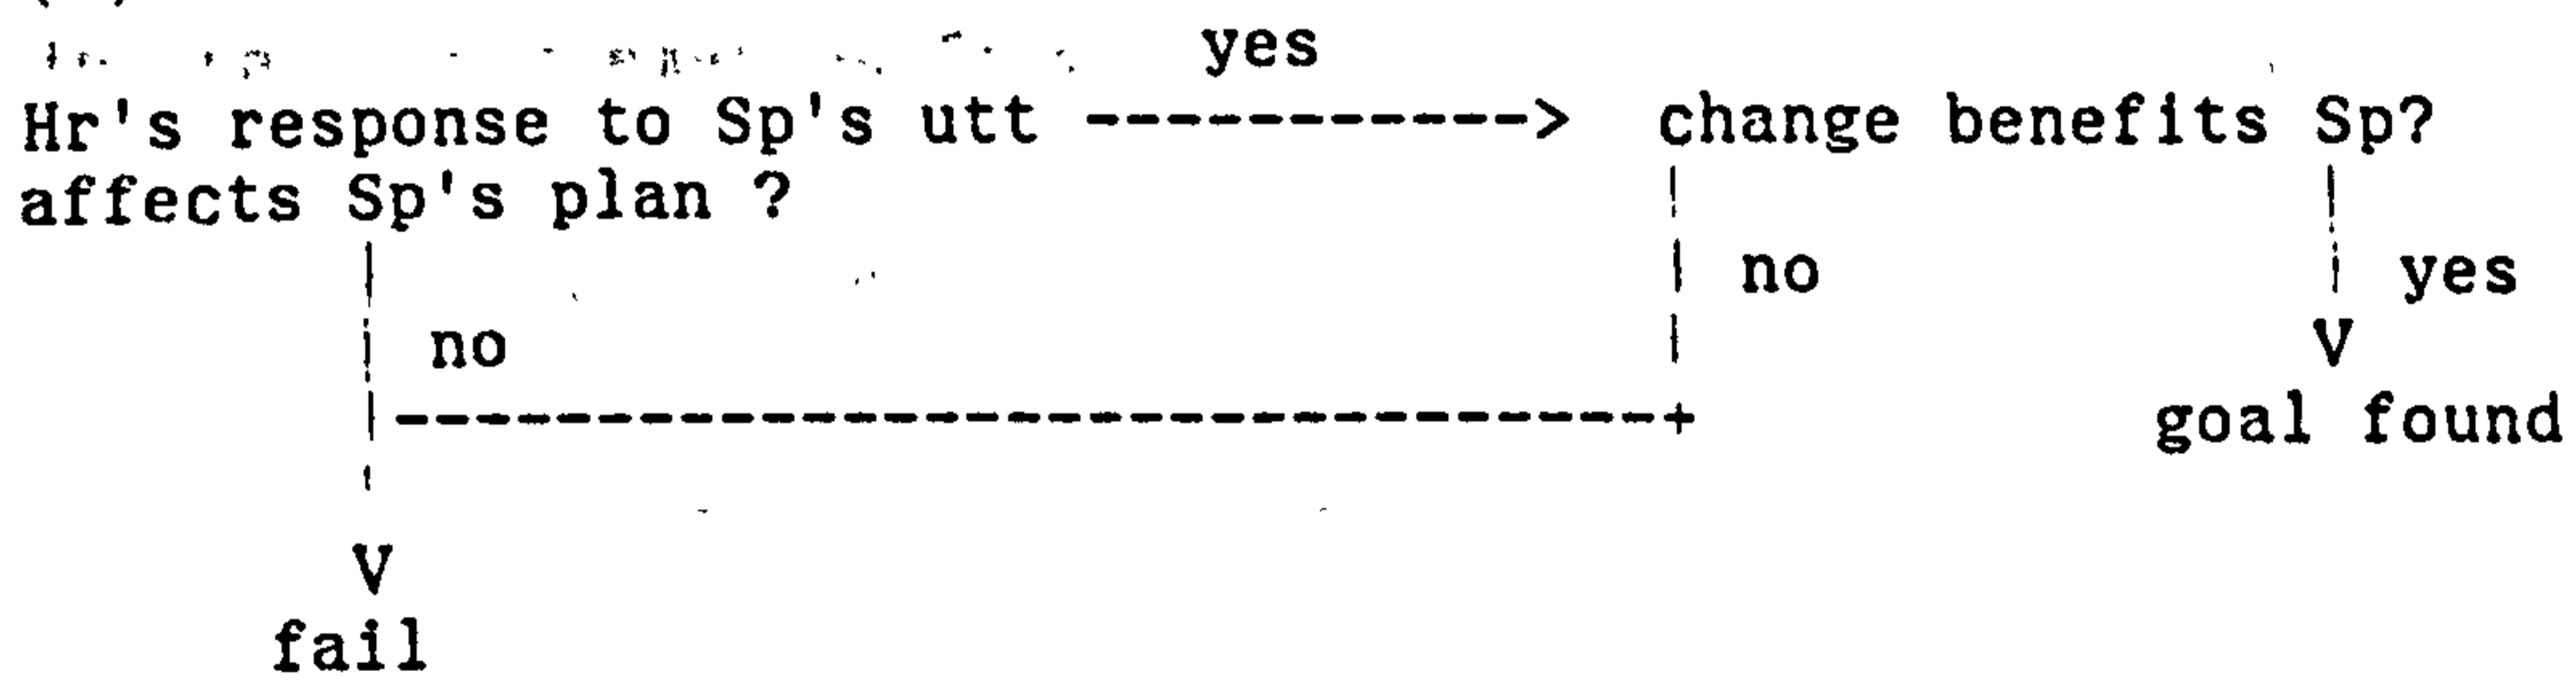 yes
Hr's response to Sp's utt ------------> change benefits Sp?
affects Sp's plan ?
no yes
no
goal found
fail